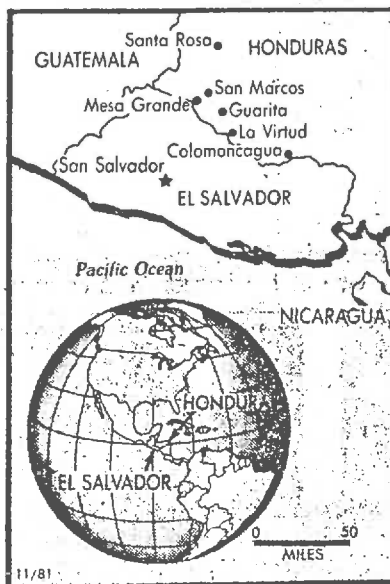 Santa Rosa
HONDURAS
GUATEMALA
San Marcos
Mesa Grande
Guarita
La Virtud
Colomoncagua
San Salvador
EL SALVADOR
Pacific Ocean
NICARAGUA
HONDURAS
EL SALVADOR
0 50
MILES
11/81